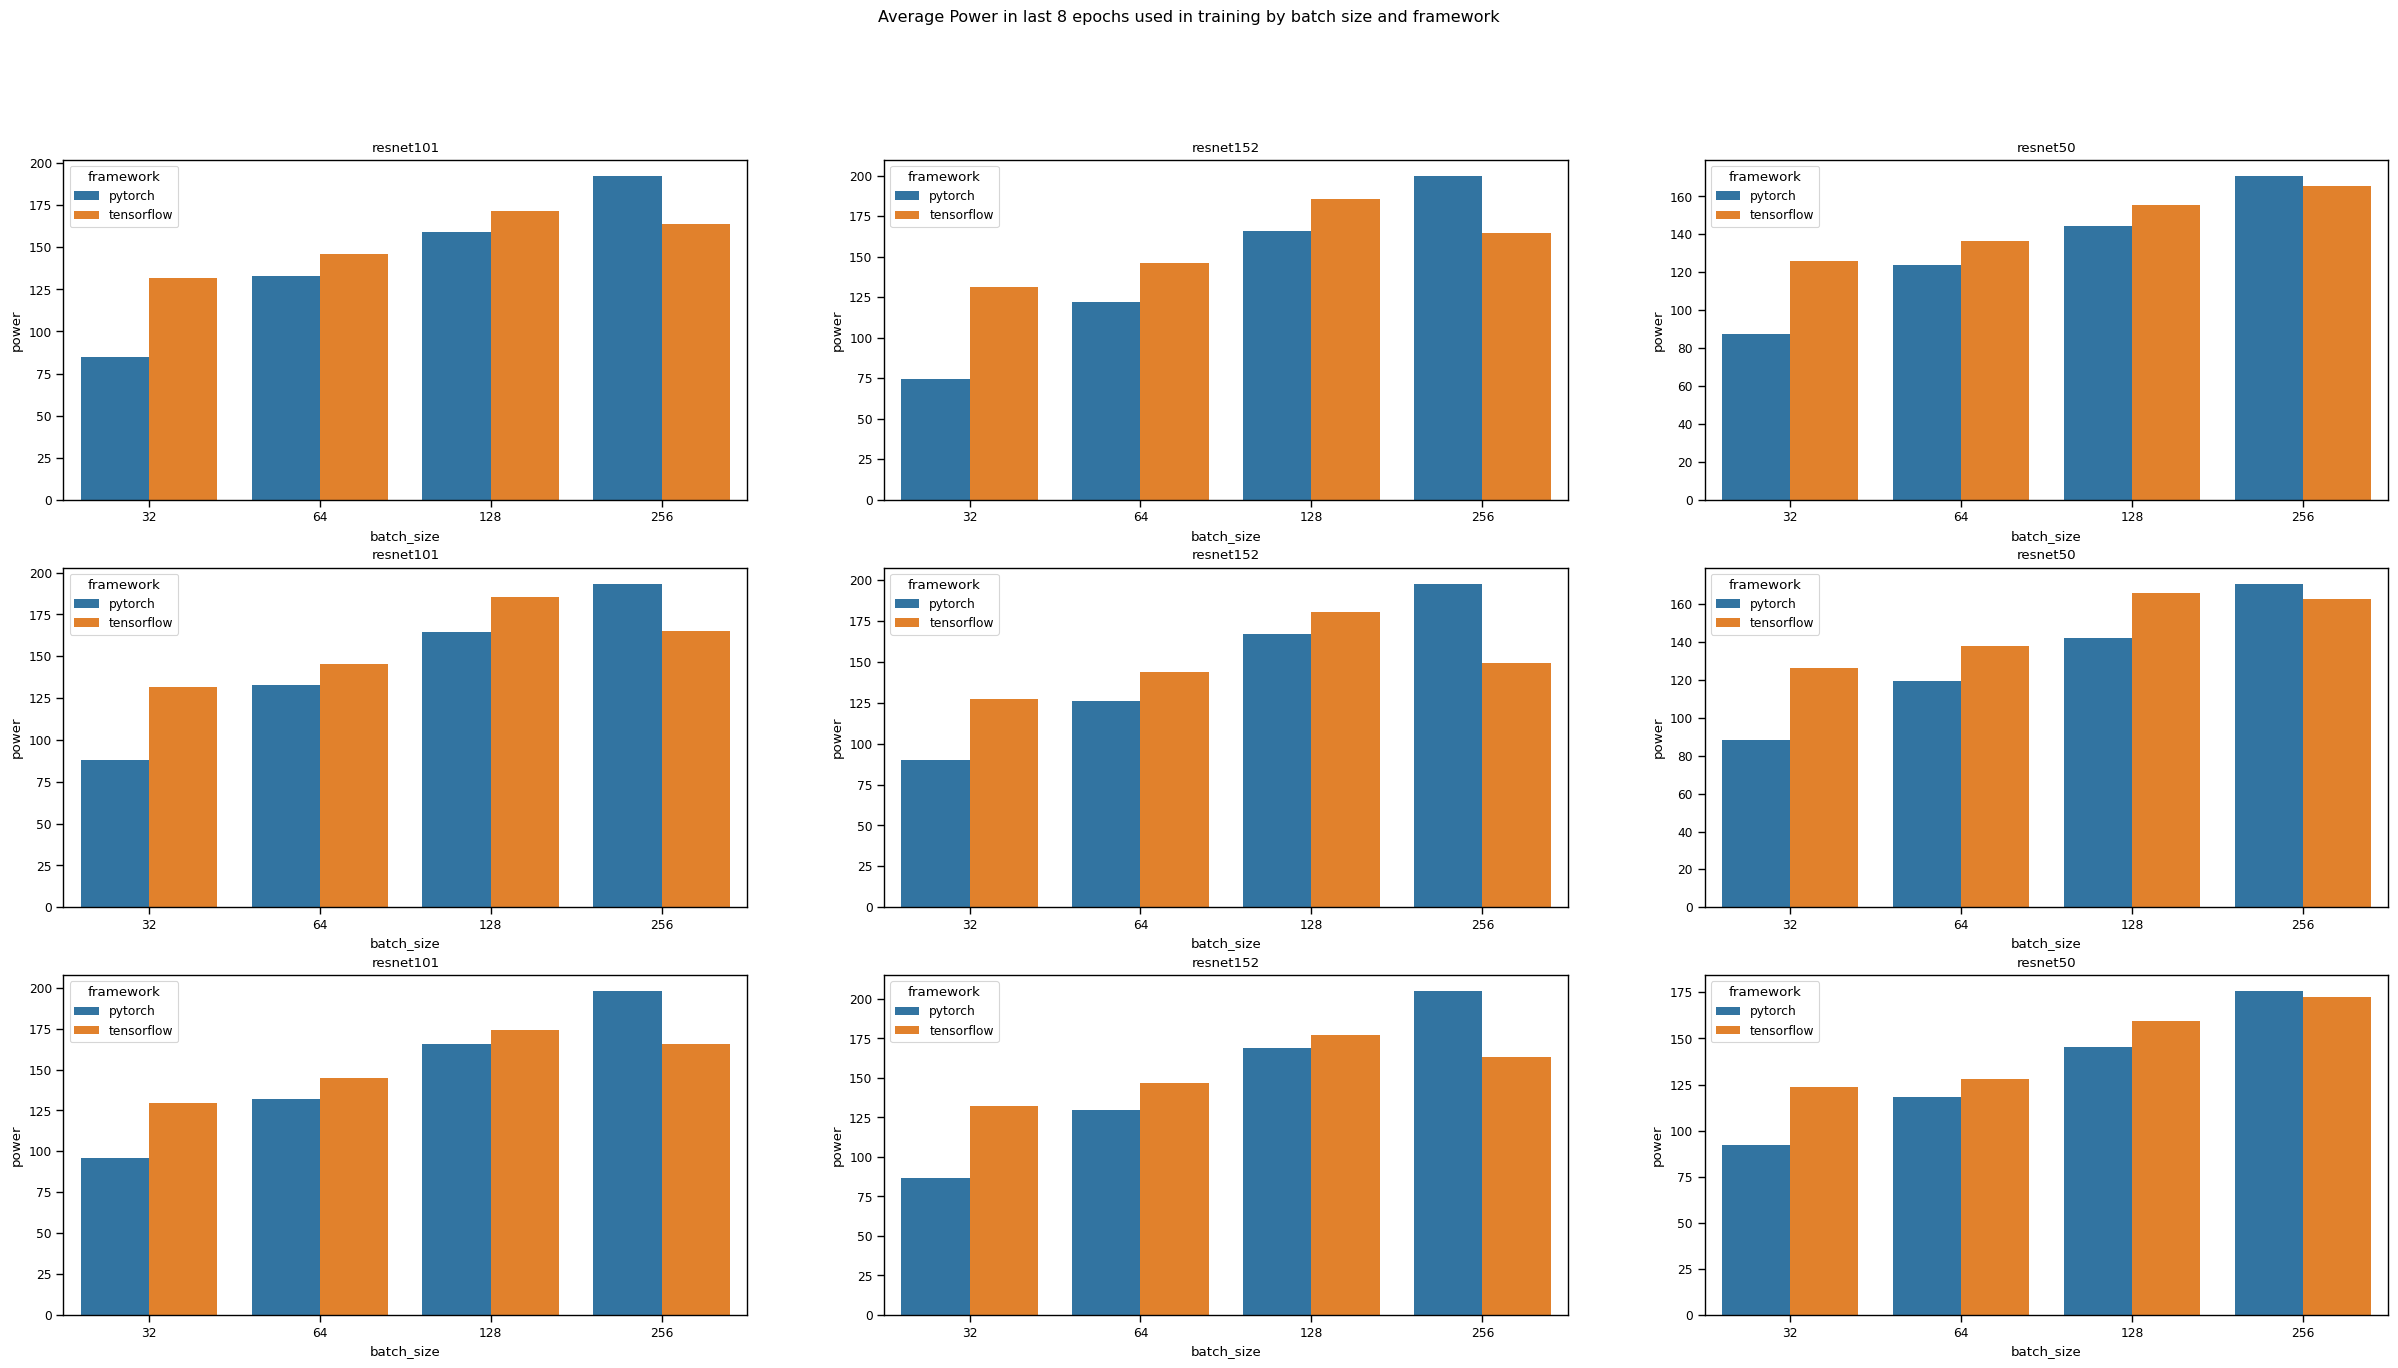 Average Power in last 8 epochs used in training by batch size and framework
resnet101
framework
pytorch
tensorflow
200
175
150
125
100
75
50
25
0
power
32 64 128 256
batch_size
resnet152
framework
pytorch
tensorflow
200
175
150
125
100
75
50
25
0
power
32 64 128 256
batch_size
resnet50
framework
pytorch
tensorflow
160
140
120
100
80
60
40
20
0
power
32 64 128 256
batch_size
resnet101
framework
pytorch
tensorflow
200
175
150
125
100
75
50
25
0
power
32 64 128 256
batch_size
resnet152
framework
pytorch
tensorflow
200
175
150
125
100
75
50
25
0
power
32 64 128 256
batch_size
resnet50
framework
pytorch
tensorflow
160
140
120
100
80
60
40
20
0
power
32 64 128 256
batch_size
resnet101
framework
pytorch
tensorflow
200
175
150
125
100
75
50
25
0
power
32 64 128 256
batch_size
resnet152
framework
pytorch
tensorflow
200
175
150
125
100
75
50
25
0
power
32 64 128 256
batch_size
resnet50
framework
pytorch
tensorflow
175
150
125
100
75
50
25
0
power
32 64 128 256
batch_size